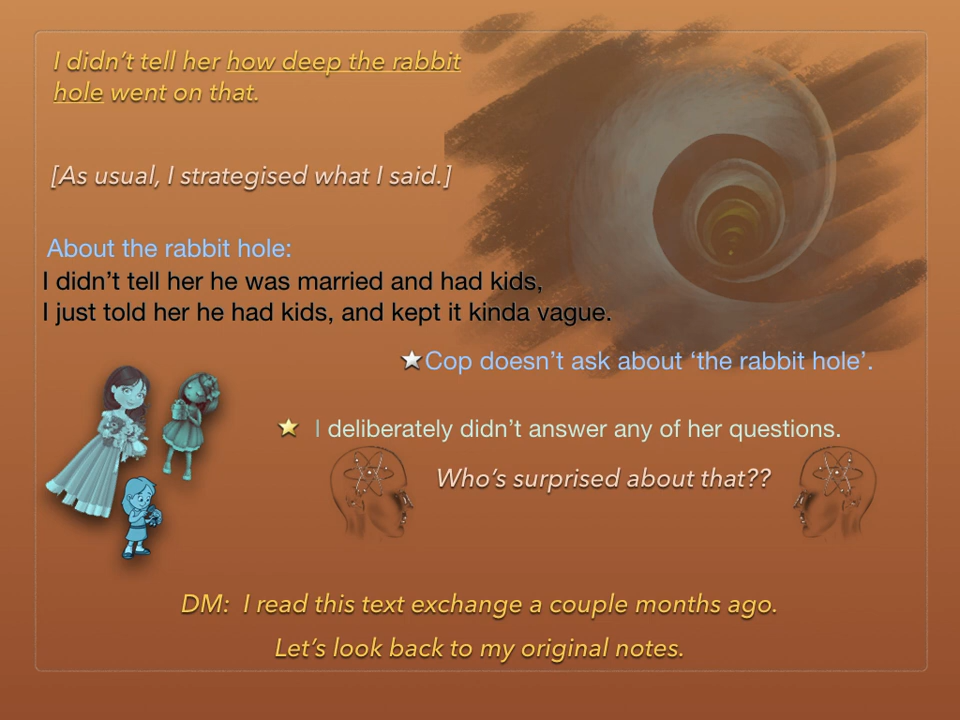 I didn’t tell her how deep the rabbit
hole went on that.
[As usual, I strategised what I said.]
About the rabbit hole:
I didn’t tell her he was married and had kids,
I just told her he had kids, and kept it kinda vague.
Cop doesn’t ask about ‘the rabbit hole’.
I deliberately didn’t answer any of her questions.
Who’s surprised about that??
DM: I read this text exchange a couple months ago.
Let’s look back to my original notes.